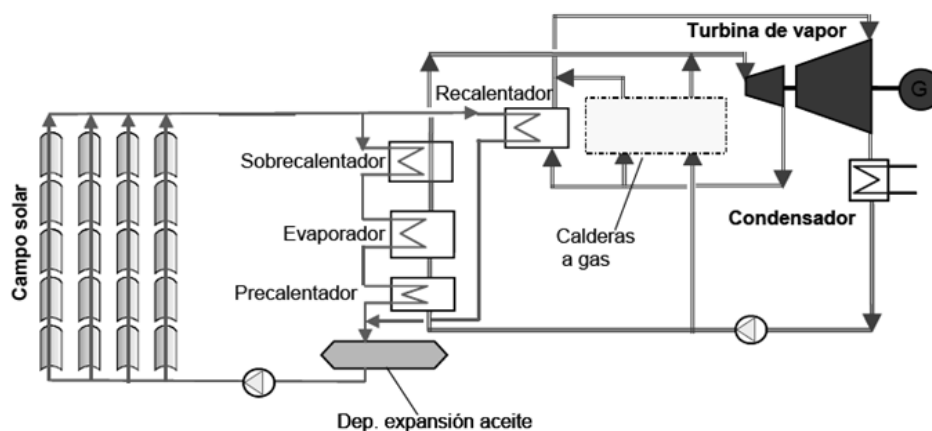 Turbina de vapor
G
Recalentador
Sobrecalentador
Campo solar
Evaporador
Condensador
Calderas
a gas
Precalentador
Dep. expansión aceite